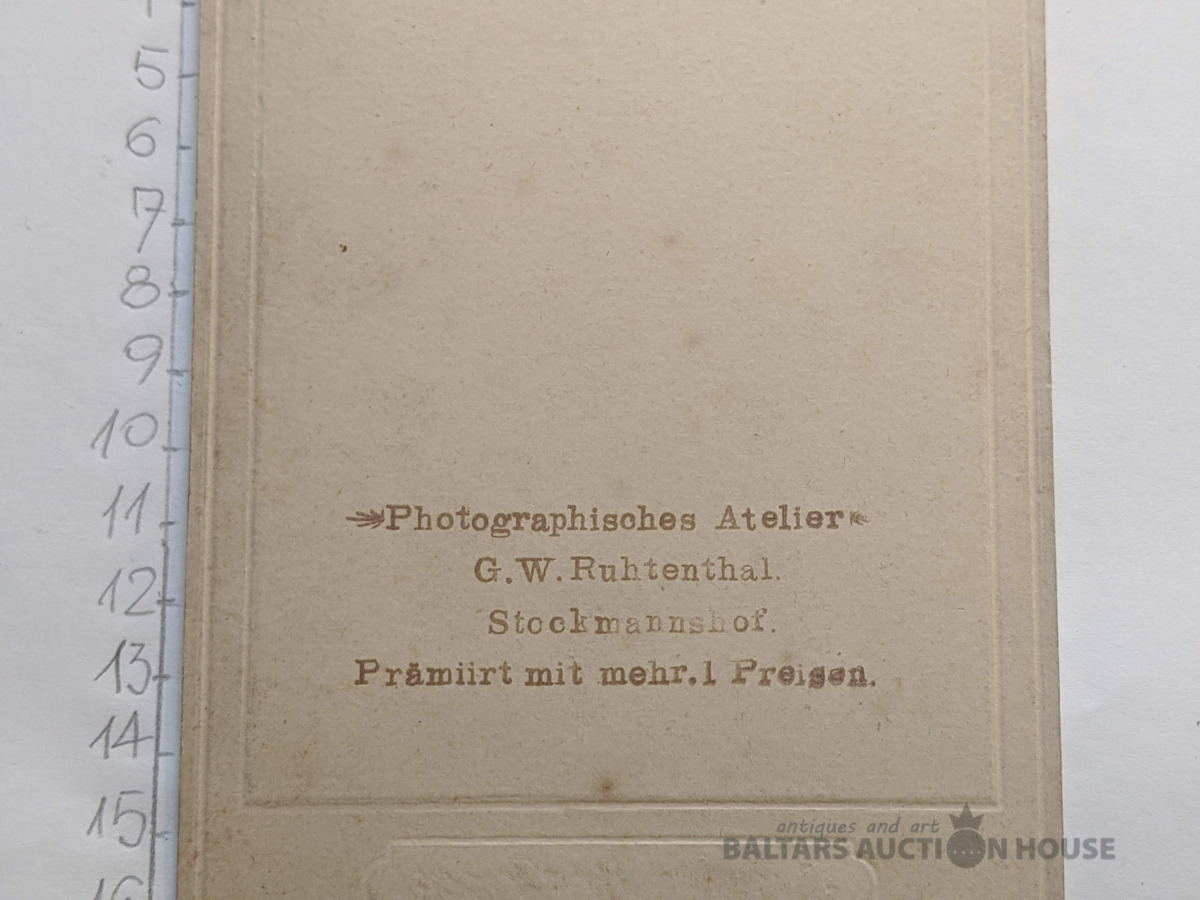 5
6
7
8
9
10
11
12
13
14
15
16
Photographisches Atelier
G.W. Ruhtenthal.
Stockmannshof.
Prämiirt mit mehr. 1 Preisen.
antiques and art
BALTARS AUCTION HOUSE